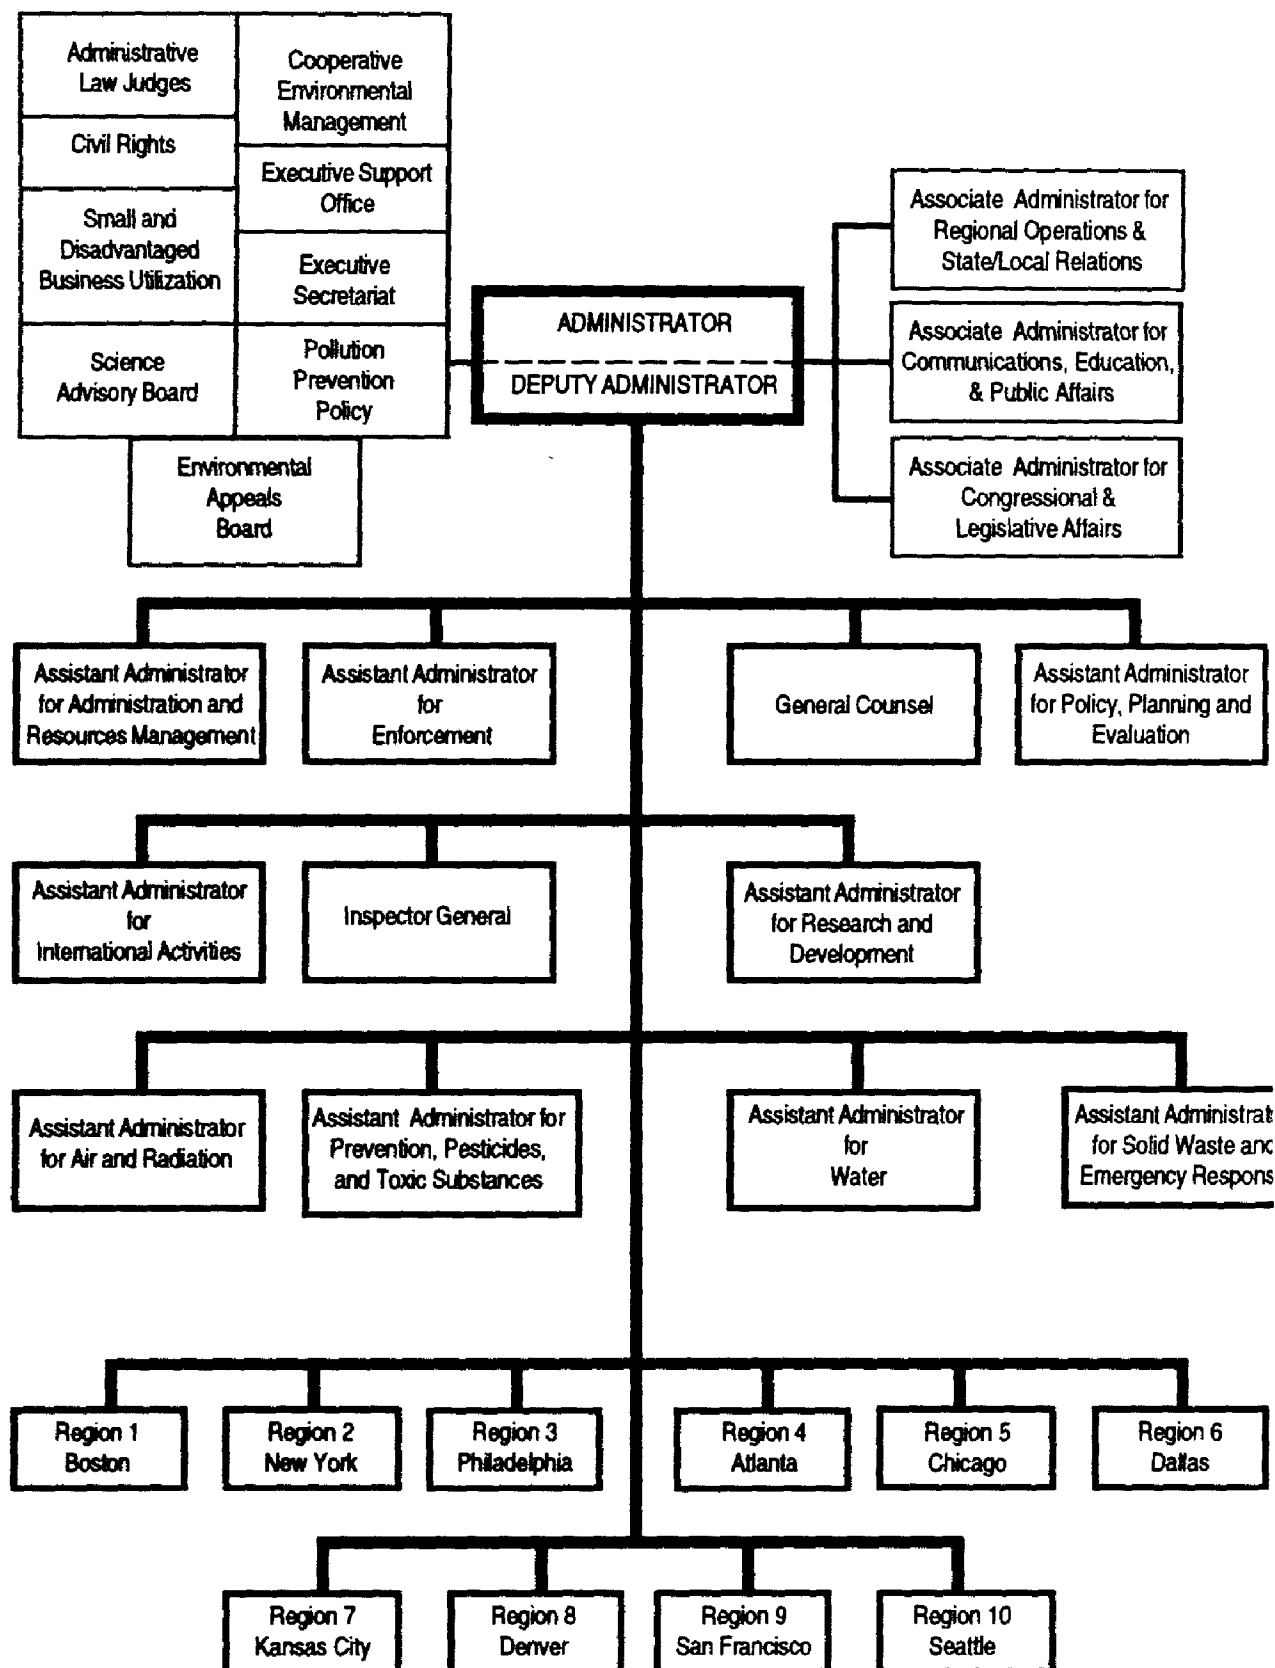 Administrative
Law Judges
Civil Rights
Small and
Disadvantaged
Business Utilization
Science
Advisory Board
Cooperative
Environmental
Management
Executive Support
Office
Executive
Secretariat
Pollution
Prevention
Policy
Environmental
Appeals
Board
ADMINISTRATOR
DEPUTY ADMINISTRATOR
Associate Administrator for
Regional Operations &
State/Local Relations
Associate Administrator for
Communications, Education,
& Public Affairs
Associate Administrator for
Congressional &
Legislative Affairs
Assistant Administrator
for Administration and
Resources Management
Assistant Administrator
for
Enforcement
General Counsel
Assistant Administrator
for Policy, Planning and
Evaluation
Assistant Administrator
for
International Activities
Inspector General
Assistant Administrator
for Research and
Development
Assistant Administrator
for Air and Radiation
Assistant Administrator for
Prevention, Pesticides,
and Toxic Substances
Assistant Administrator
for
Water
Assistant Administrat
for Solid Waste and
Emergency Respons
Region 1
Boston
Region 2
New York
Region 3
Philadelphia
Region 4
Atlanta
Region 5
Chicago
Region 6
Dallas
Region 7
Kansas City
Region 8
Denver
Region 9
San Francisco
Region 10
Seattle